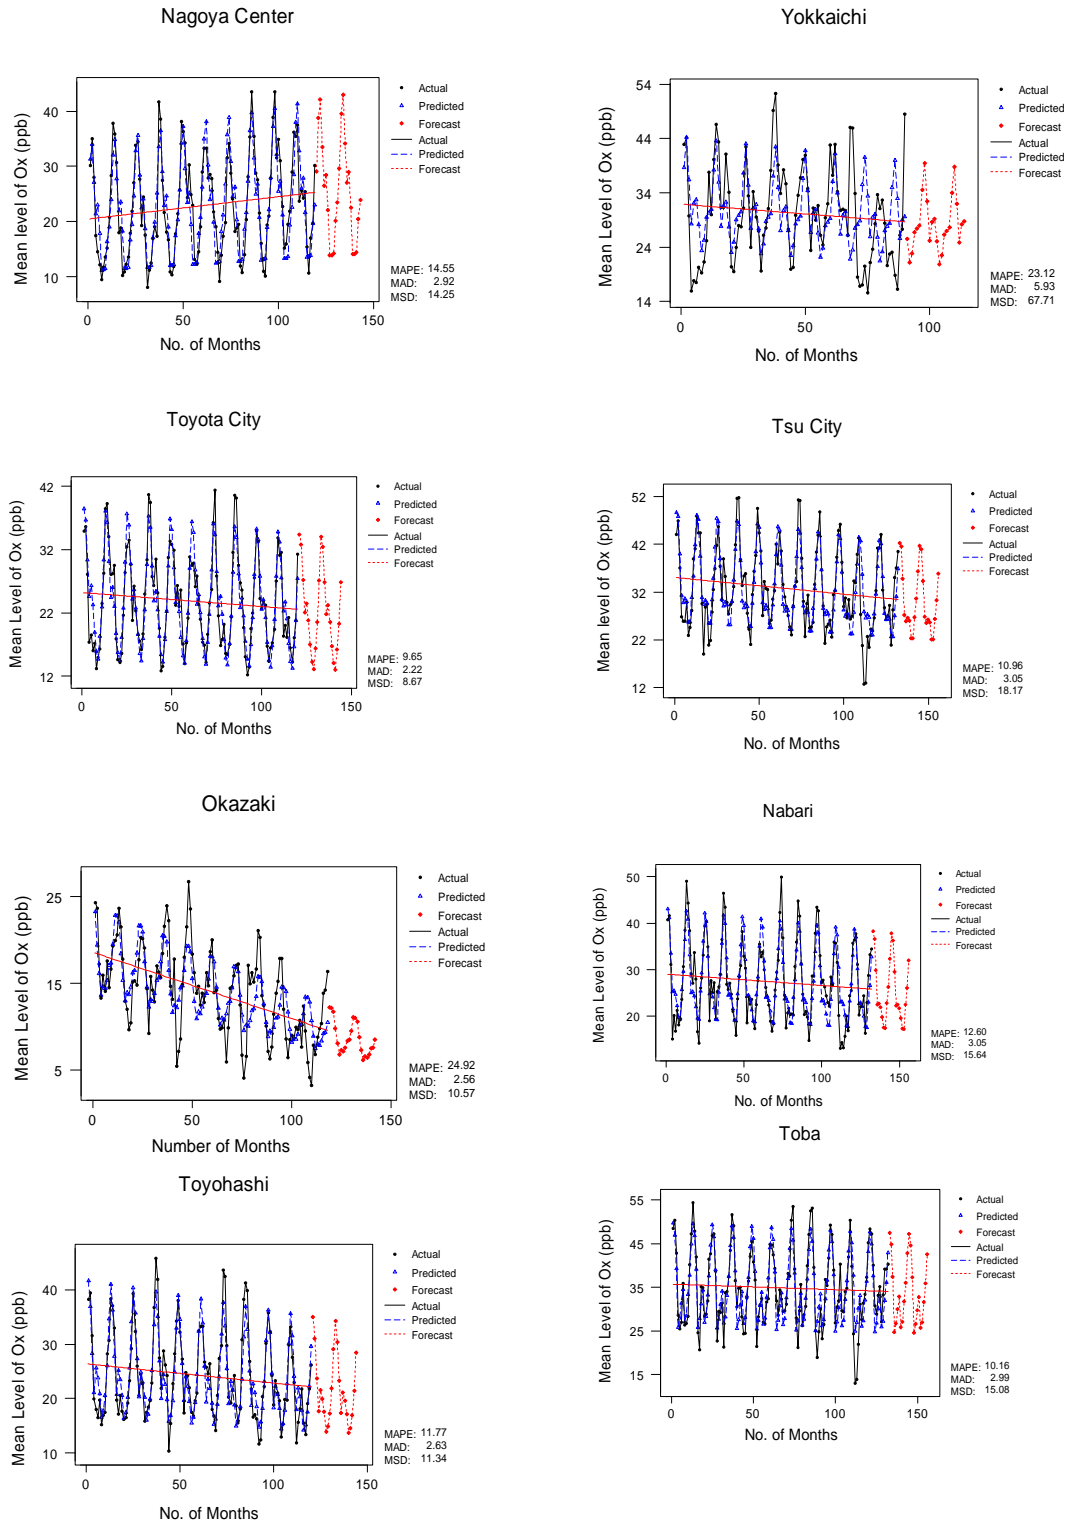 Nagoya Center
Mean level of Ox (ppb)
40
30
20
10
0
50
100
150
No. of Months
Actual
Predicted
Forecast
Actual
Predicted
Forecast
MAPE: 14.55
MAD: 2.92
MSD: 14.25
Yokkaichi
Mean Level of Ox (ppb)
54
44
34
24
14
0
50
100
No. of Months
Actual
Predicted
Forecast
Actual
Predicted
Forecast
MAPE: 23.12
MAD: 5.93
MSD: 67.71
Toyota City
Mean Level of Ox (ppb)
42
32
22
12
0
50
100
150
No. of Months
Actual
Predicted
Forecast
Actual
Predicted
Forecast
MAPE: 9.65
MAD: 2.22
MSD: 8.67
Tsu City
Mean Level of Ox (ppb)
52
42
32
22
12
0
50
100
150
No. of Months
Actual
Predicted
Forecast
Actual
Predicted
Forecast
MAPE: 10.96
MAD: 3.05
MSD: 18.17
Okazaki
Mean Level of Ox (ppb)
25
15
5
0
50
100
150
Number of Months
Actual
Predicted
Forecast
Actual
Predicted
Forecast
MAPE: 24.92
MAD: 2.56
MSD: 10.57
Nabari
Mean Level of Ox (ppb)
50
40
30
20
0
50
100
150
No. of Months
Actual
Predicted
Forecast
Actual
Predicted
Forecast
MAPE: 12.60
MAD: 3.05
MSD: 15.64
Toyohashi
Mean Level of Ox (ppb)
40
30
20
10
0
50
100
150
No. of Months
Actual
Predicted
Forecast
Actual
Predicted
Forecast
MAPE: 11.77
MAD: 2.63
MSD: 11.34
Toba
Mean Level of Ox (ppb)
55
45
35
25
15
0
50
100
150
No. of Months
Actual
Predicted
Forecast
Actual
Predicted
Forecast
MAPE: 10.16
MAD: 2.99
MSD: 15.08